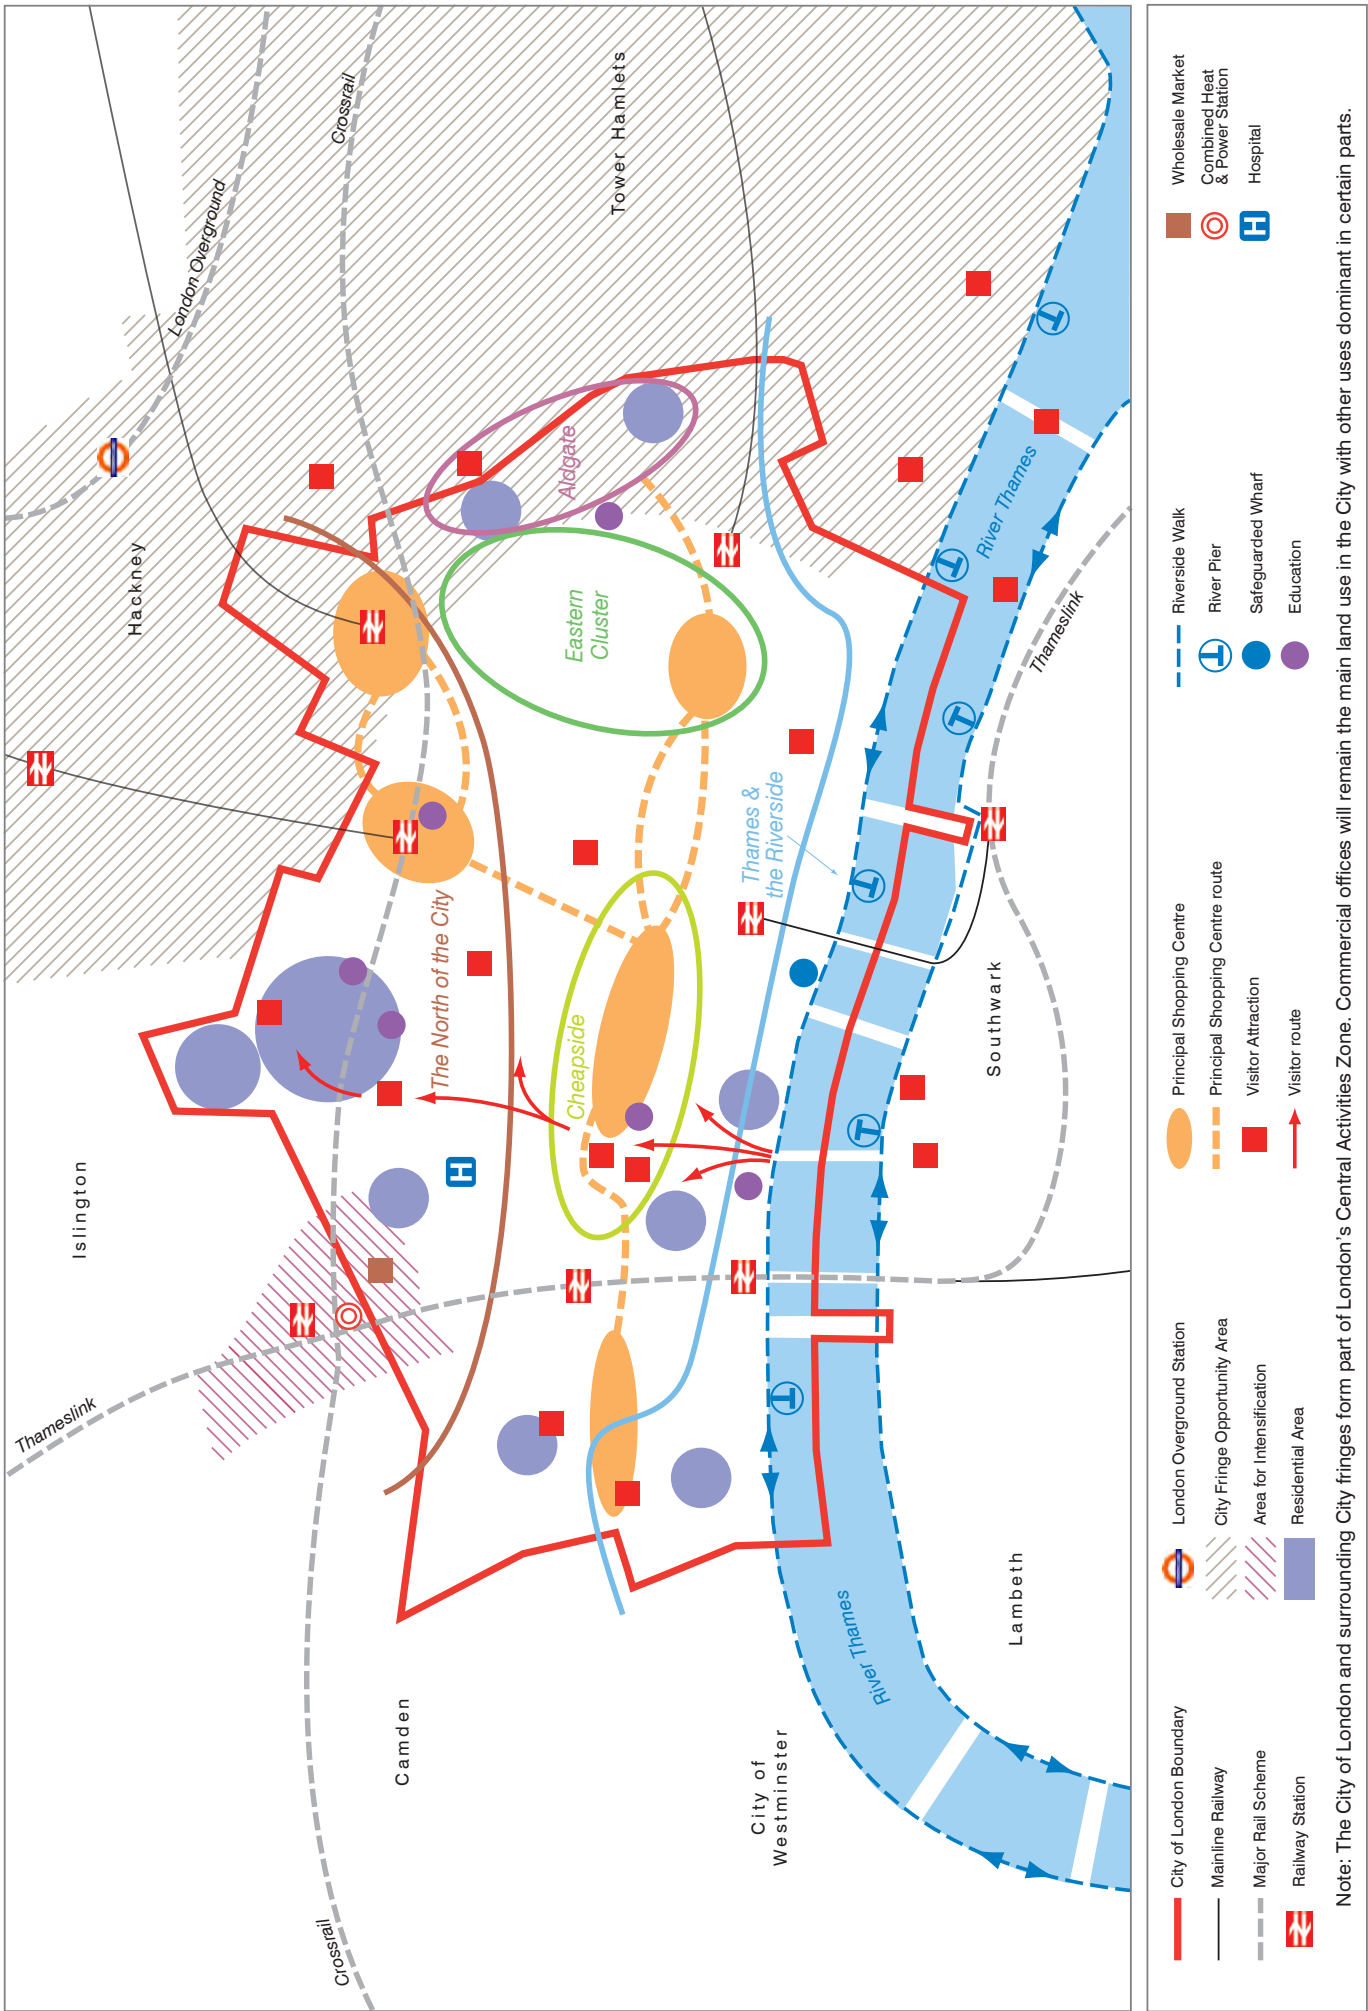 Islington
Hackney
London Overground
Crossrail
Tower Hamlets
Thameslink
The North of the City
Aldgate
Eastern
Cluster
Cheapside
H
Camden
Crossrail
City of
Westminster
Thames &
the Riverside
River Thames
River Thames
Lambeth
Southwark
Thameslink
T
T
T
T
T
T
City of London Boundary
Mainline Railway
Major Rail Scheme
Railway Station
London Overground Station
City Fringe Opportunity Area
Area for Intensification
Residential Area
Principal Shopping Centre
Principal Shopping Centre route
Visitor Attraction
Visitor route
Riverside Walk
T
River Pier
Safeguarded Wharf
Education
Wholesale Market
Combined Heat
& Power Station
H
Hospital
Note: The City of London and surrounding City fringes form part of London's Central Activities Zone. Commercial offices will remain the main land use in the City with other uses dominant in certain parts.